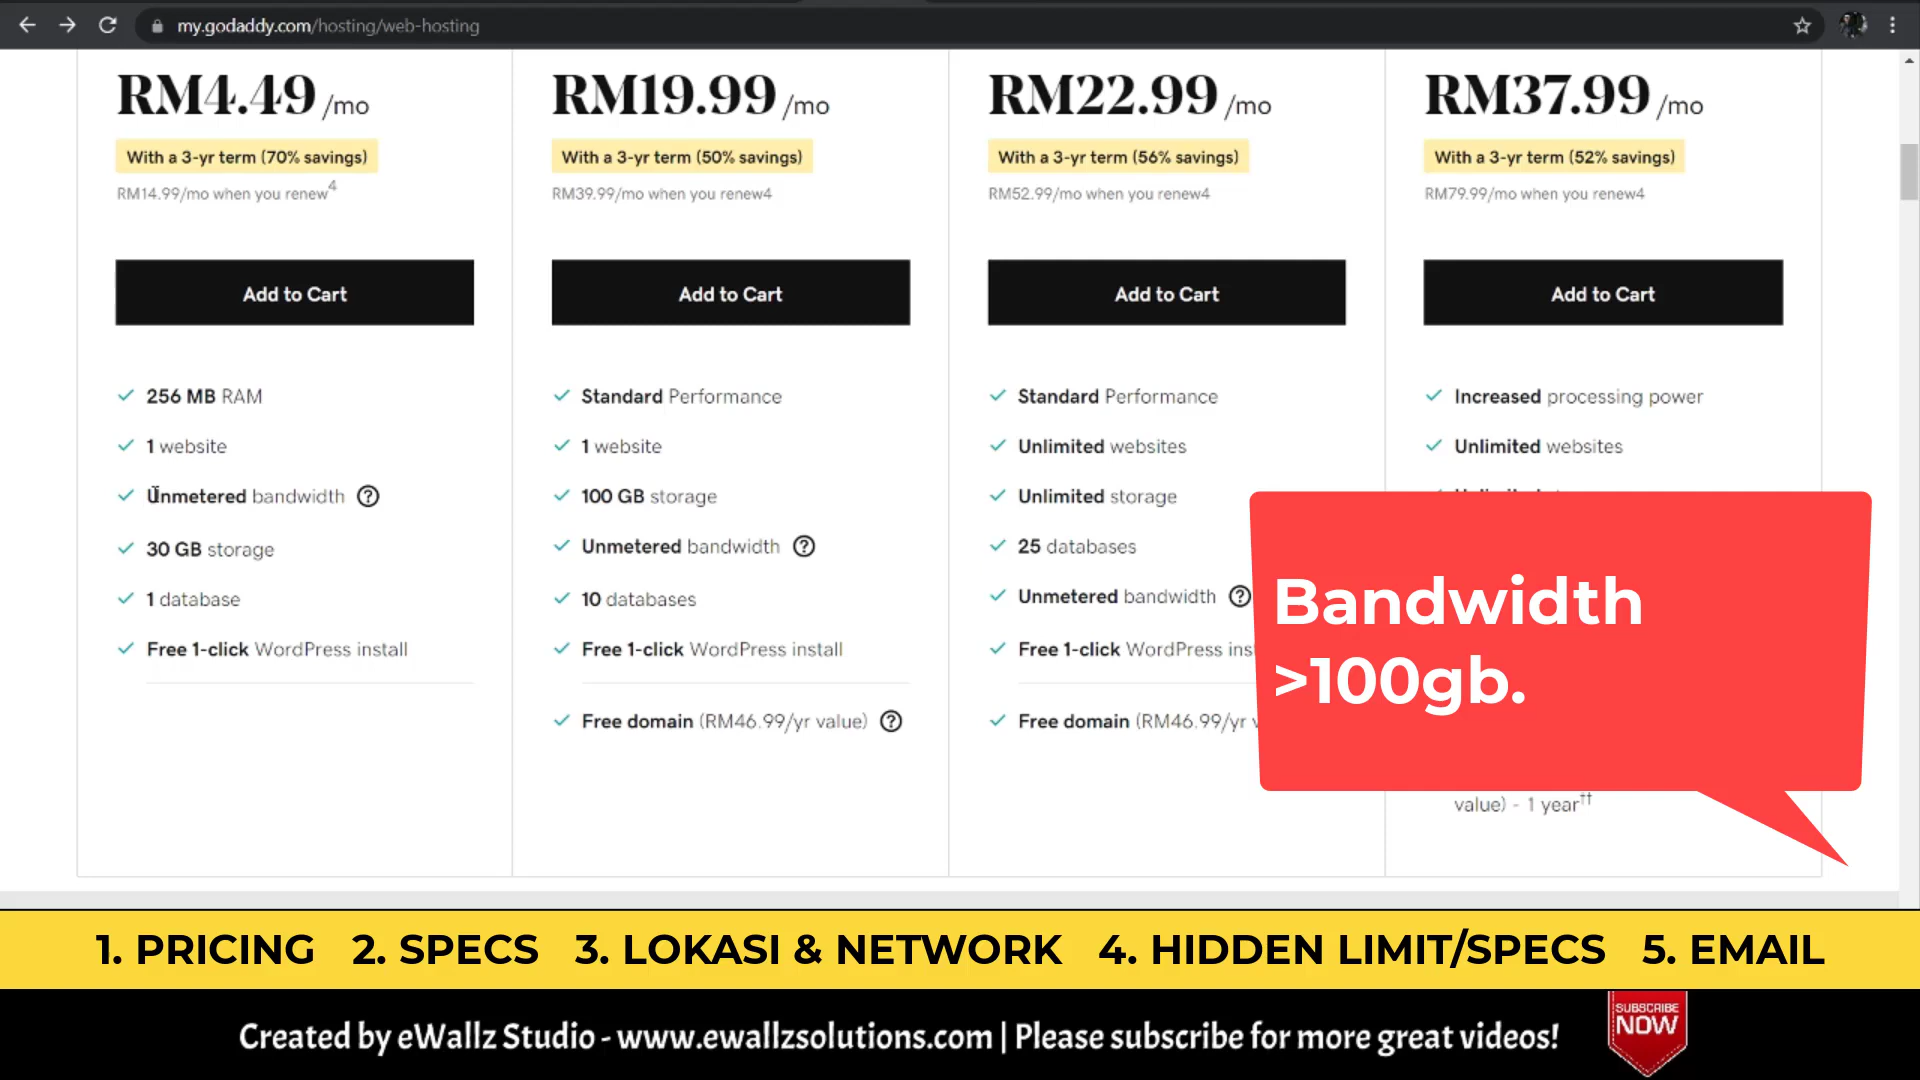 my.godaddy.com/hosting/web-hosting
RM4.49 /mo
With a 3-yr term (70% savings)
RM14.99/mo when you renew4
Add to Cart
256 MB RAM
1 website
Unmetered bandwidth ?
30 GB storage
1 database
Free 1-click WordPress install
RM19.99 /mo
With a 3-yr term (50% savings)
RM39.99/mo when you renew4
Add to Cart
Standard Performance
1 website
100 GB storage
Unmetered bandwidth ?
10 databases
Free 1-click WordPress install
Free domain (RM46.99/yr value) ?
RM22.99 /mo
With a 3-yr term (56% savings)
RM52.99/mo when you renew4
Add to Cart
Standard Performance
Unlimited websites
Unlimited storage
25 databases
Unmetered bandwidth ?
Free 1-click WordPress
Free domain (RM46.99/yr
RM37.99 /mo
With a 3-yr term (52% savings)
RM79.99/mo when you renew4
Add to Cart
Increased processing power
Unlimited websites
value) - 1 year††
Bandwidth
>100gb.
1. PRICING 2. SPECS 3. LOKASI & NETWORK 4. HIDDEN LIMIT/SPECS 5. EMAIL
Created by eWallz Studio - www.ewallzsolutions.com | Please subscribe for more great videos!
SUBSCRIBE
NOW